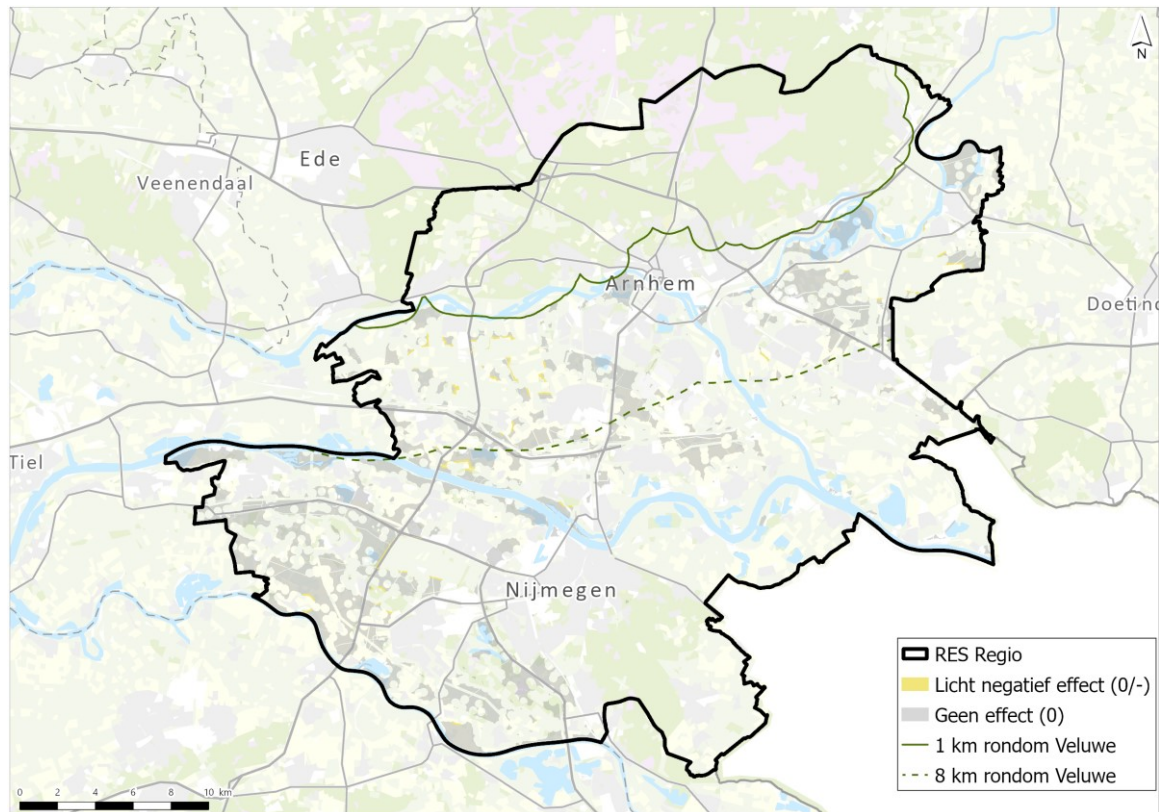 N
Ede
Veenendaal
Arnhem
Doetinc
Tiel
Nijmegen
RES Regio
Licht negatief effect (0/-)
Geen effect (0)
1 km rondom Veluwe
8 km rondom Veluwe
0 2 4 6 8 10 km